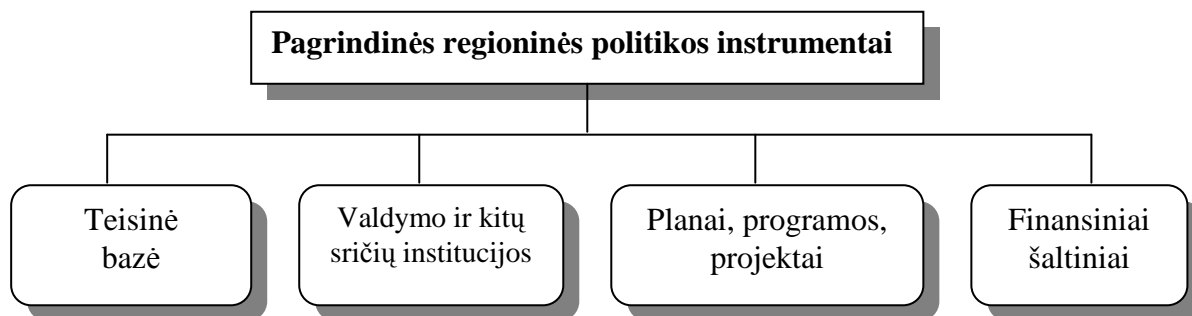 Pagrindinės regioninės politikos instrumentai
Teisinė
bazė
Valdymo ir kitų
sričių institucijos
Planai, programos,
projektai
Finansiniai
šaltiniai